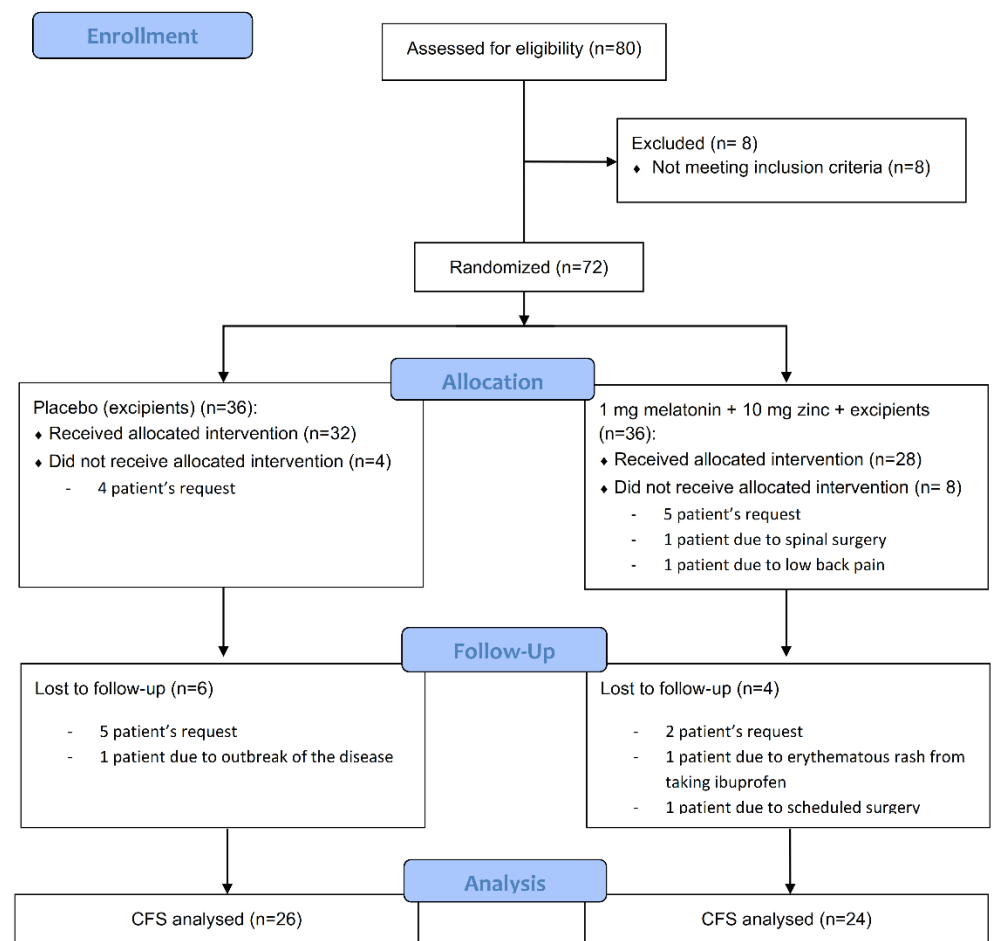 Enrollment
Assessed for eligibility (n=80)
Excluded (n= 8)
♦ Not meeting inclusion criteria (n=8)
Randomized (n=72)
Allocation
Placebo (excipients) (n=36):
♦ Received allocated intervention (n=32)
♦ Did not receive allocated intervention (n=4)
- 4 patient's request
1 mg melatonin + 10 mg zinc + excipients
(n=36):
♦ Received allocated intervention (n=28)
♦ Did not receive allocated intervention (n= 8)
- 5 patient's request
- 1 patient due to spinal surgery
- 1 patient due to low back pain
Follow-Up
Lost to follow-up (n=6)
- 5 patient's request
- 1 patient due to outbreak of the disease
Lost to follow-up (n=4)
- 2 patient's request
- 1 patient due to erythematous rash from
taking ibuprofen
- 1 patient due to scheduled surgery
Analysis
CFS analysed (n=26)
CFS analysed (n=24)